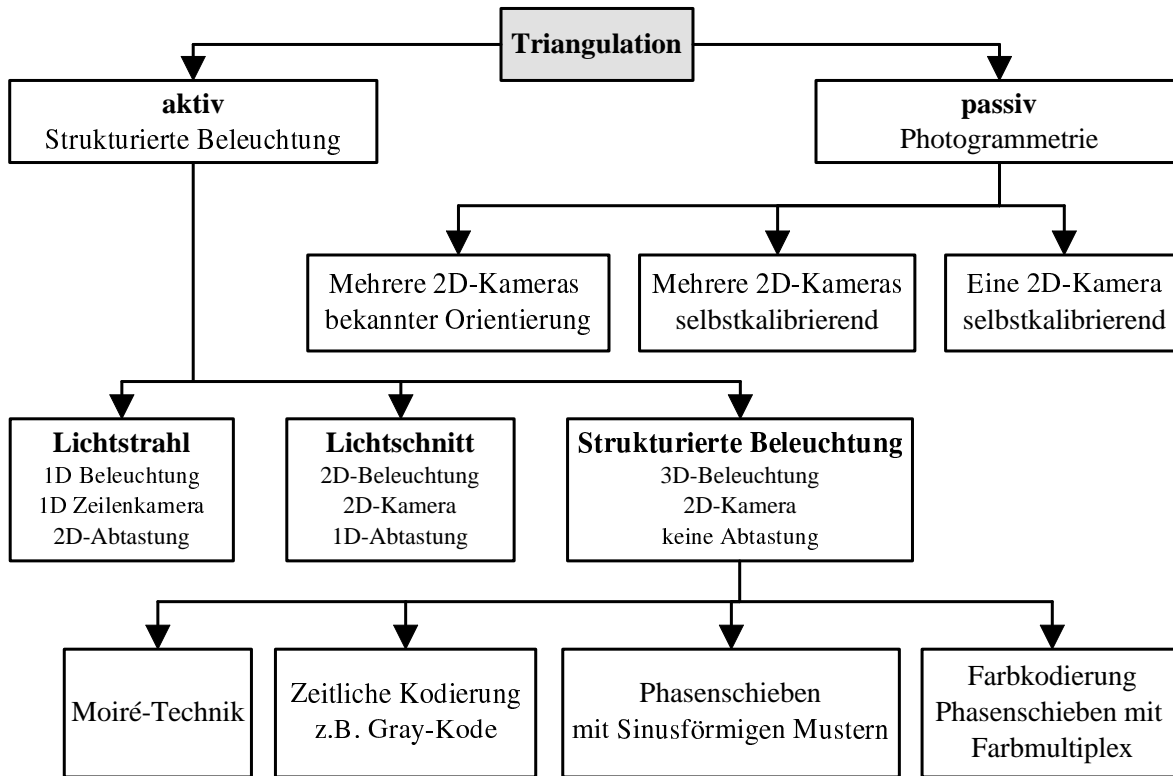 Triangulation
aktiv
Strukturierte Beleuchtung
passiv
Photogrammetrie
Mehrere 2D-Kameras
bekannter Orientierung
Mehrere 2D-Kameras
selbstkalibrierend
Eine 2D-Kamera
selbstkalibrierend
Lichtstrahl
1D Beleuchtung
1D Zeilenkamera
2D-Abtastung
Lichtschnitt
2D-Beleuchtung
2D-Kamera
1D-Abtastung
Strukturierte Beleuchtung
3D-Beleuchtung
2D-Kamera
keine Abtastung
Moiré-Technik
Zeitliche Kodierung
z.B. Gray-Kode
Phasenschieben
mit Sinusförmigen Mustern
Farbkodierung
Phasenschieben mit
Farbmultiplex